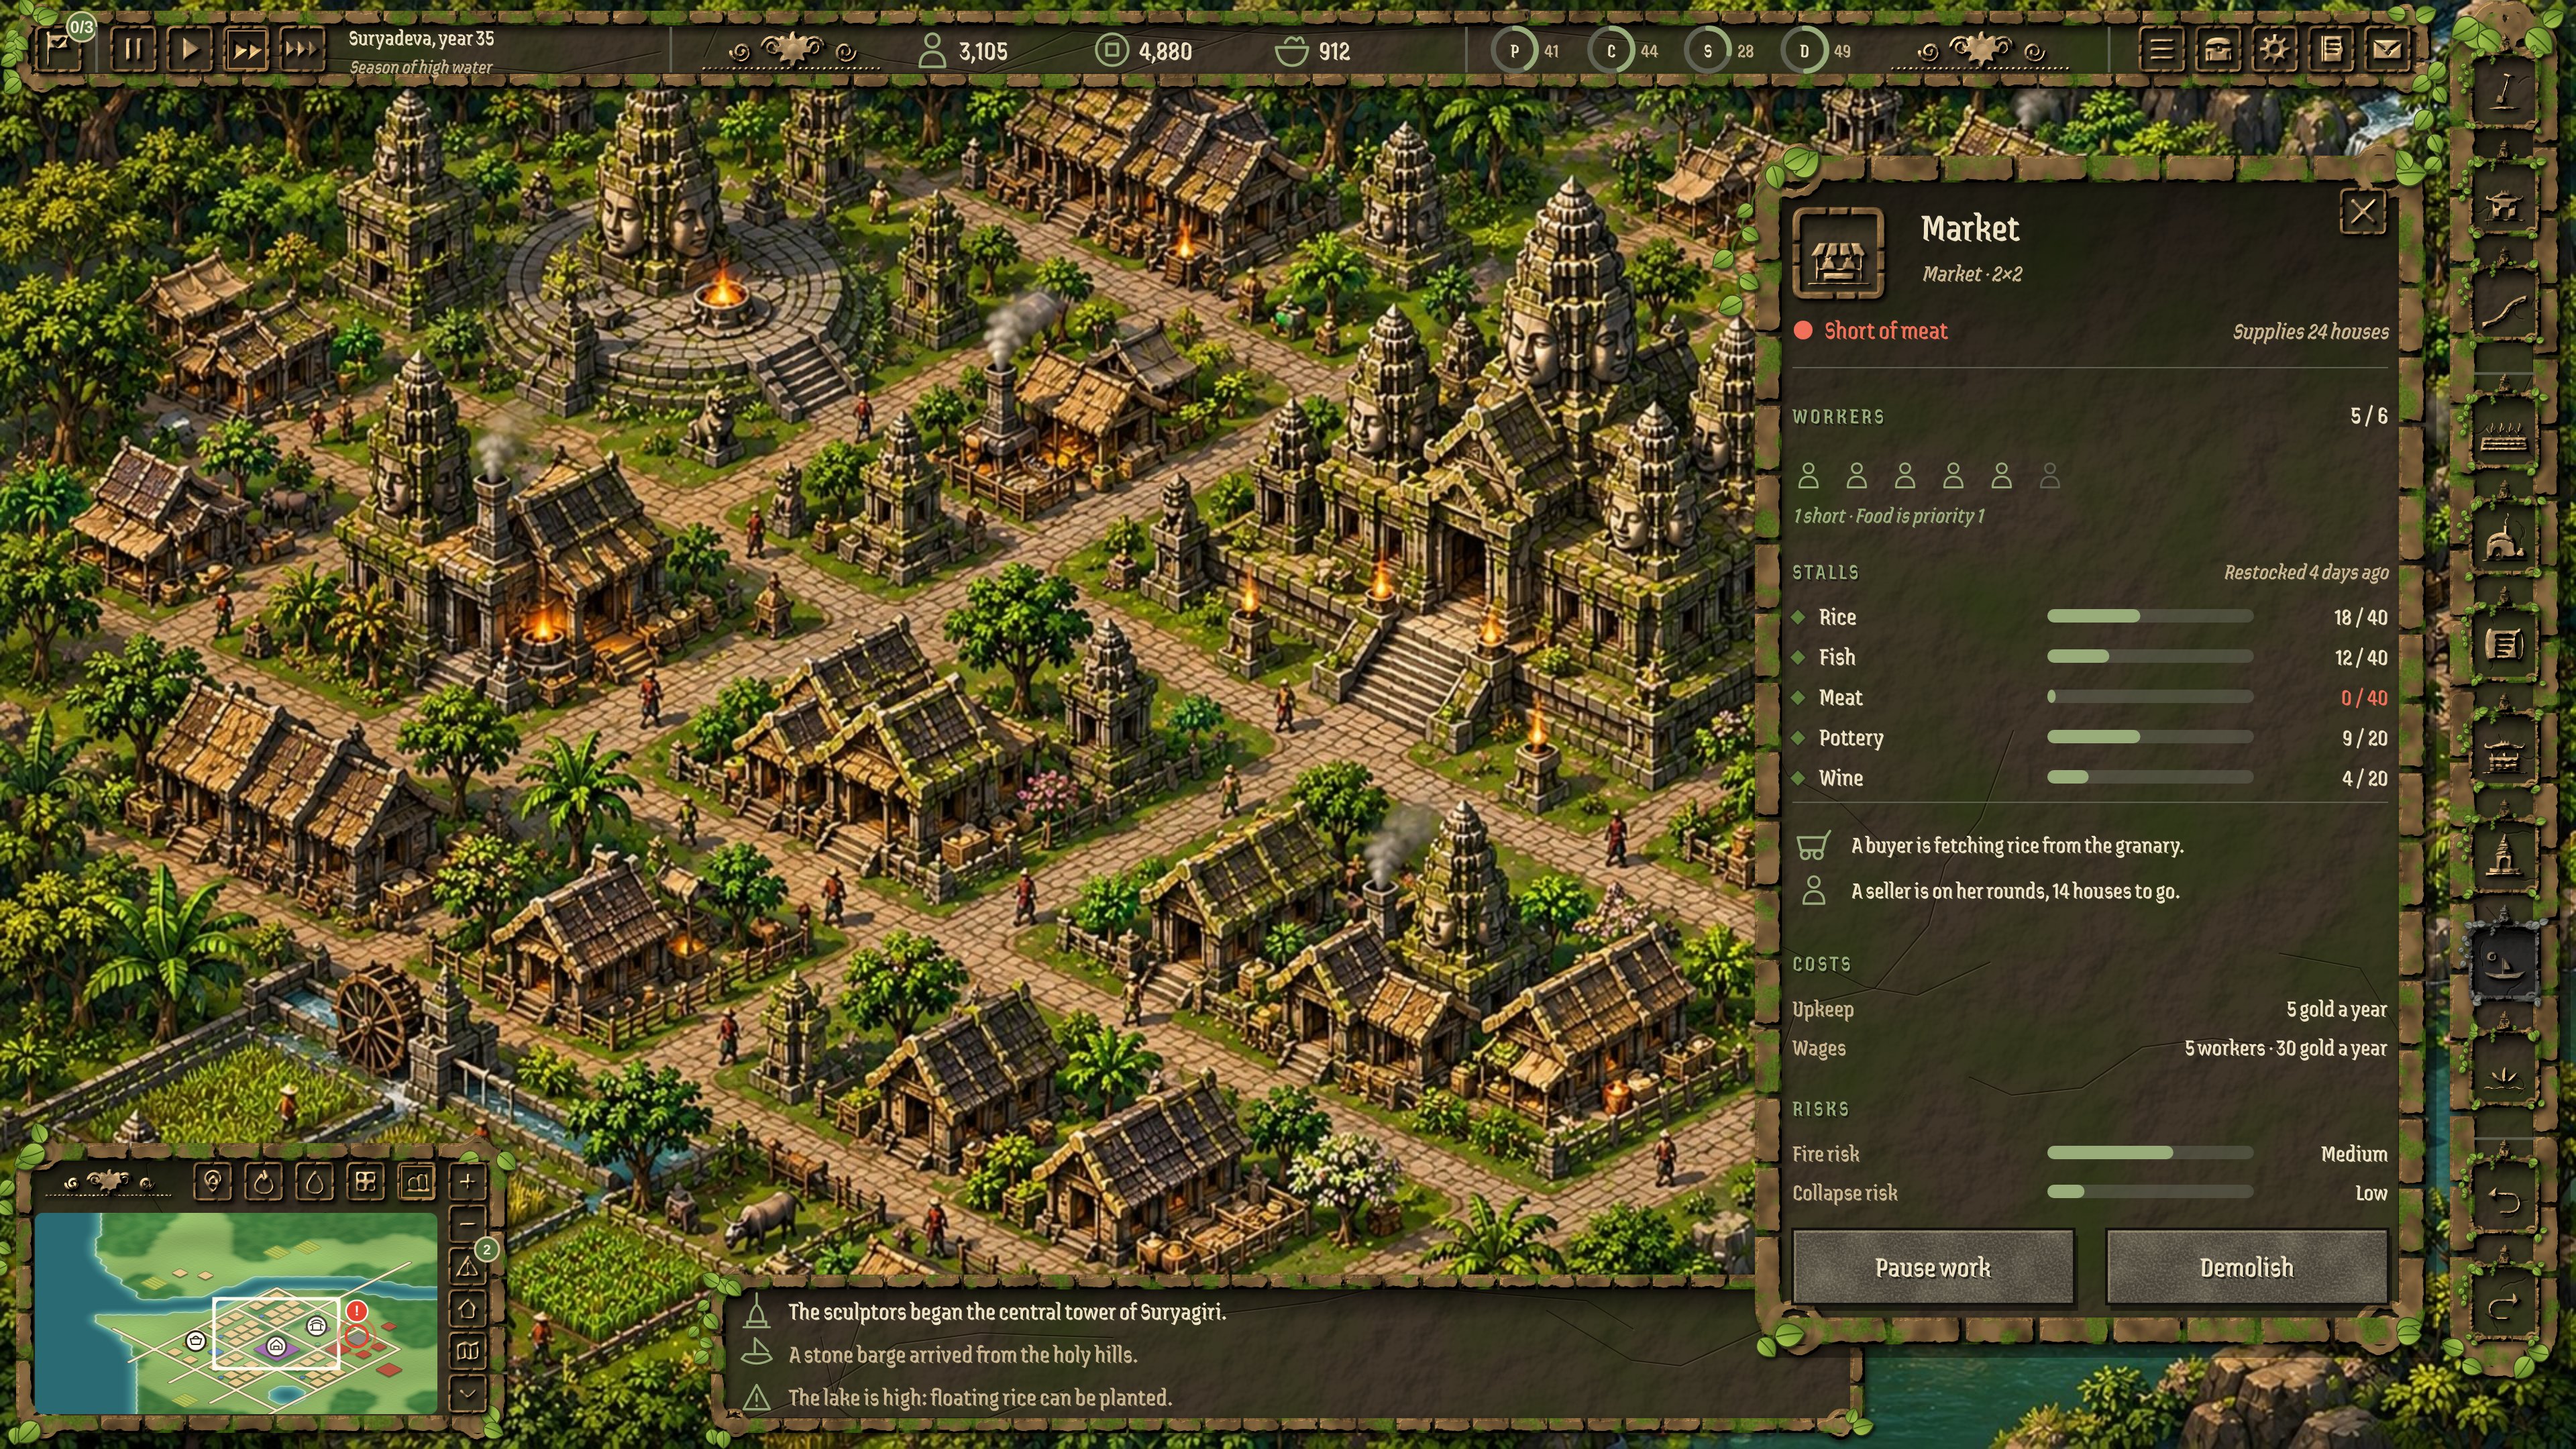 0/3
Suryadeva, year 35
Season of high water
3,105
4,880
912
P 41
C 44
S 28
D 49
Market
Market · 2×2
Short of meat
Supplies 24 houses
WORKERS
5 / 6
1 short · Food is priority 1
STALLS
Restocked 4 days ago
Rice
18 / 40
Fish
12 / 40
Meat
0 / 40
Pottery
9 / 20
Wine
4 / 20
A buyer is fetching rice from the granary.
A seller is on her rounds, 14 houses to go.
COSTS
Upkeep
5 gold a year
Wages
5 workers · 30 gold a year
RISKS
Fire risk
Medium
Collapse risk
Low
Pause work
Demolish
2
!
The sculptors began the central tower of Suryagiri.
A stone barge arrived from the holy hills.
The lake is high: floating rice can be planted.